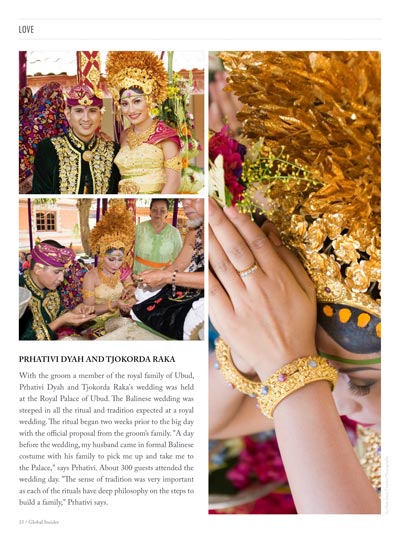 LOVE
PRHATIVI DYAH AND TJOKORDA RAKA
With the groom a member of the royal family of Ubud,
Prhativi Dyah and Tjokorda Raka's wedding was held
at the Royal Palace of Ubud. The Balinese wedding was
steeped in all the ritual and tradition expected at a royal
wedding. The ritual began two weeks prior to the big day
with the official proposal from the groom's family. "A day
before the wedding, my husband came in formal Balinese
costume with his family to pick me up and take me to
the Palace," says Prhativi. About 300 guests attended the
wedding day. "The sense of tradition was very important
as each of the rituals have deep philosophy on the steps to
build a family," Prhativi says.
/ Global Insider